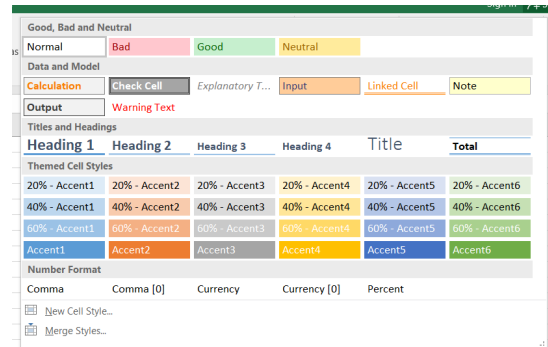 Sign in
Good, Bad and Neutral
Normal Bad Good Neutral
Data and Model
Calculation Check Cell Explanatory T... Input Linked Cell Note
Output Warning Text
Titles and Headings
Heading 1 Heading 2 Heading 3 Heading 4 Title Total
Themed Cell Styles
20% - Accent1 20% - Accent2 20% - Accent3 20% - Accent4 20% - Accent5 20% - Accent6
40% - Accent1 40% - Accent2 40% - Accent3 40% - Accent4 40% - Accent5 40% - Accent6
60% - Accent1 60% - Accent2 60% - Accent3 60% - Accent4 60% - Accent5 60% - Accent6
Accent1 Accent2 Accent3 Accent4 Accent5 Accent6
Number Format
Comma Comma [0] Currency Currency [0] Percent
New Cell Style...
Merge Styles...